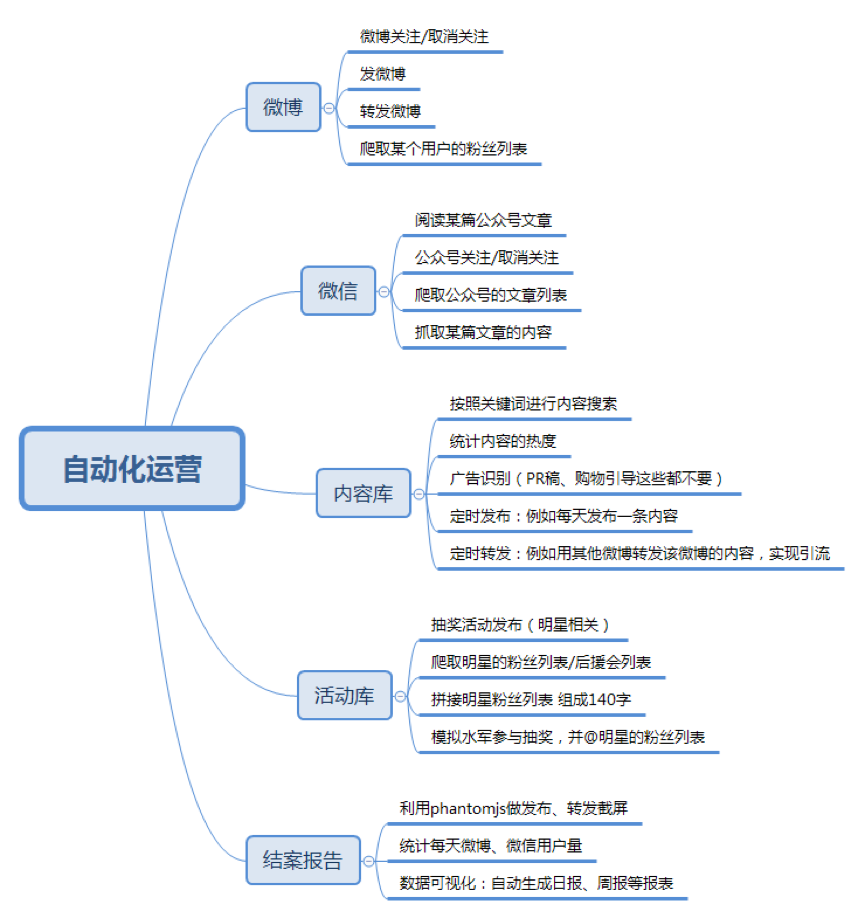 自动化运营
微博
微博关注/取消关注
发微博
转发微博
爬取某个用户的粉丝列表
微信
阅读某篇公众号文章
公众号关注/取消关注
爬取公众号的文章列表
抓取某篇文章的内容
内容库
按照关键词进行内容搜索
统计内容的热度
广告识别（PR稿、购物引导这些都不要）
定时发布：例如每天发布一条内容
定时转发：例如用其他微博转发该微博的内容，实现引流
活动库
抽奖活动发布（明星相关）
爬取明星的粉丝列表/后援会列表
拼接明星粉丝列表 组成140字
模拟水军参与抽奖，并@明星的粉丝列表
结案报告
利用phantomjs做发布、转发截屏
统计每天微博、微信用户量
数据可视化：自动生成日报、周报等报表